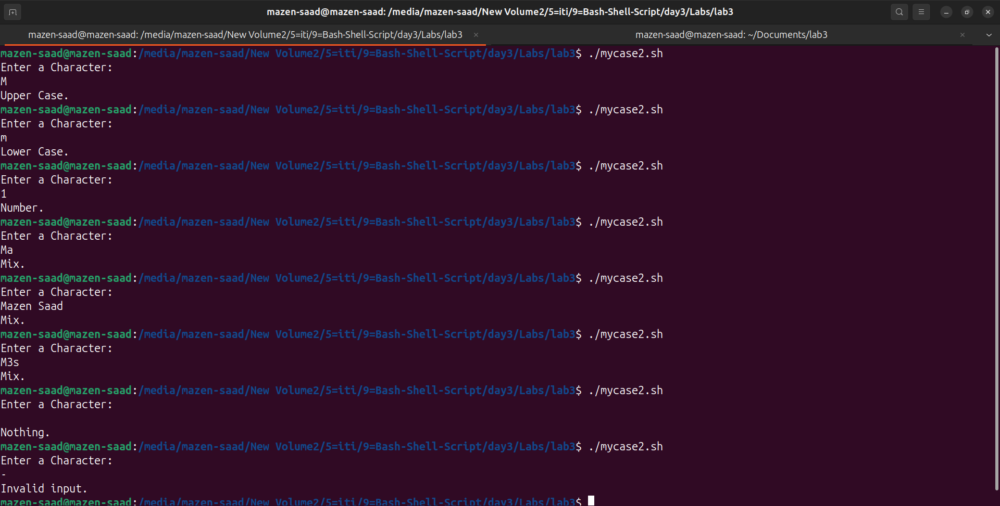 mazen-saad@mazen-saad: /media/mazen-saad/New Volume2/5=iti/9=Bash-Shell-Script/day3/Labs/lab3
mazen-saad@mazen-saad: /media/mazen-saad/New Volume2/5=iti/9=Bash-Shell-Script/day3/Labs/lab3
mazen-saad@mazen-saad: ~/Documents/lab3
mazen-saad@mazen-saad:/media/mazen-saad/New Volume2/5=iti/9=Bash-Shell-Script/day3/Labs/lab3$ ./mycase2.sh
Enter a Character:
M
Upper Case.
mazen-saad@mazen-saad:/media/mazen-saad/New Volume2/5=iti/9=Bash-Shell-Script/day3/Labs/lab3$ ./mycase2.sh
Enter a Character:
m
Lower Case.
mazen-saad@mazen-saad:/media/mazen-saad/New Volume2/5=iti/9=Bash-Shell-Script/day3/Labs/lab3$ ./mycase2.sh
Enter a Character:
1
Number.
mazen-saad@mazen-saad:/media/mazen-saad/New Volume2/5=iti/9=Bash-Shell-Script/day3/Labs/lab3$ ./mycase2.sh
Enter a Character:
Ma
Mix.
mazen-saad@mazen-saad:/media/mazen-saad/New Volume2/5=iti/9=Bash-Shell-Script/day3/Labs/lab3$ ./mycase2.sh
Enter a Character:
Mazen Saad
Mix.
mazen-saad@mazen-saad:/media/mazen-saad/New Volume2/5=iti/9=Bash-Shell-Script/day3/Labs/lab3$ ./mycase2.sh
Enter a Character:
M3s
Mix.
mazen-saad@mazen-saad:/media/mazen-saad/New Volume2/5=iti/9=Bash-Shell-Script/day3/Labs/lab3$ ./mycase2.sh
Enter a Character:
Nothing.
mazen-saad@mazen-saad:/media/mazen-saad/New Volume2/5=iti/9=Bash-Shell-Script/day3/Labs/lab3$ ./mycase2.sh
Enter a Character:
-
Invalid input.
mazen-saad@mazen-saad:/media/mazen-saad/New Volume2/5=iti/9=Bash-Shell-Script/day3/Labs/lab3$